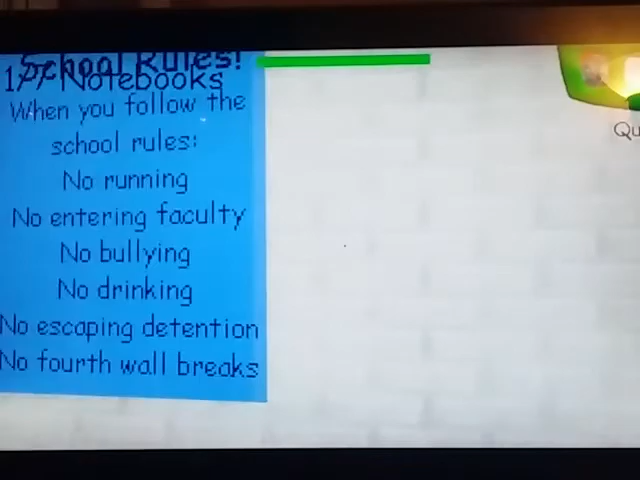 School Rules!
1/7 Notebooks
When you follow the
school rules:
No running
No entering faculty
No bullying
No drinking
No escaping detention
No fourth wall breaks
Qu